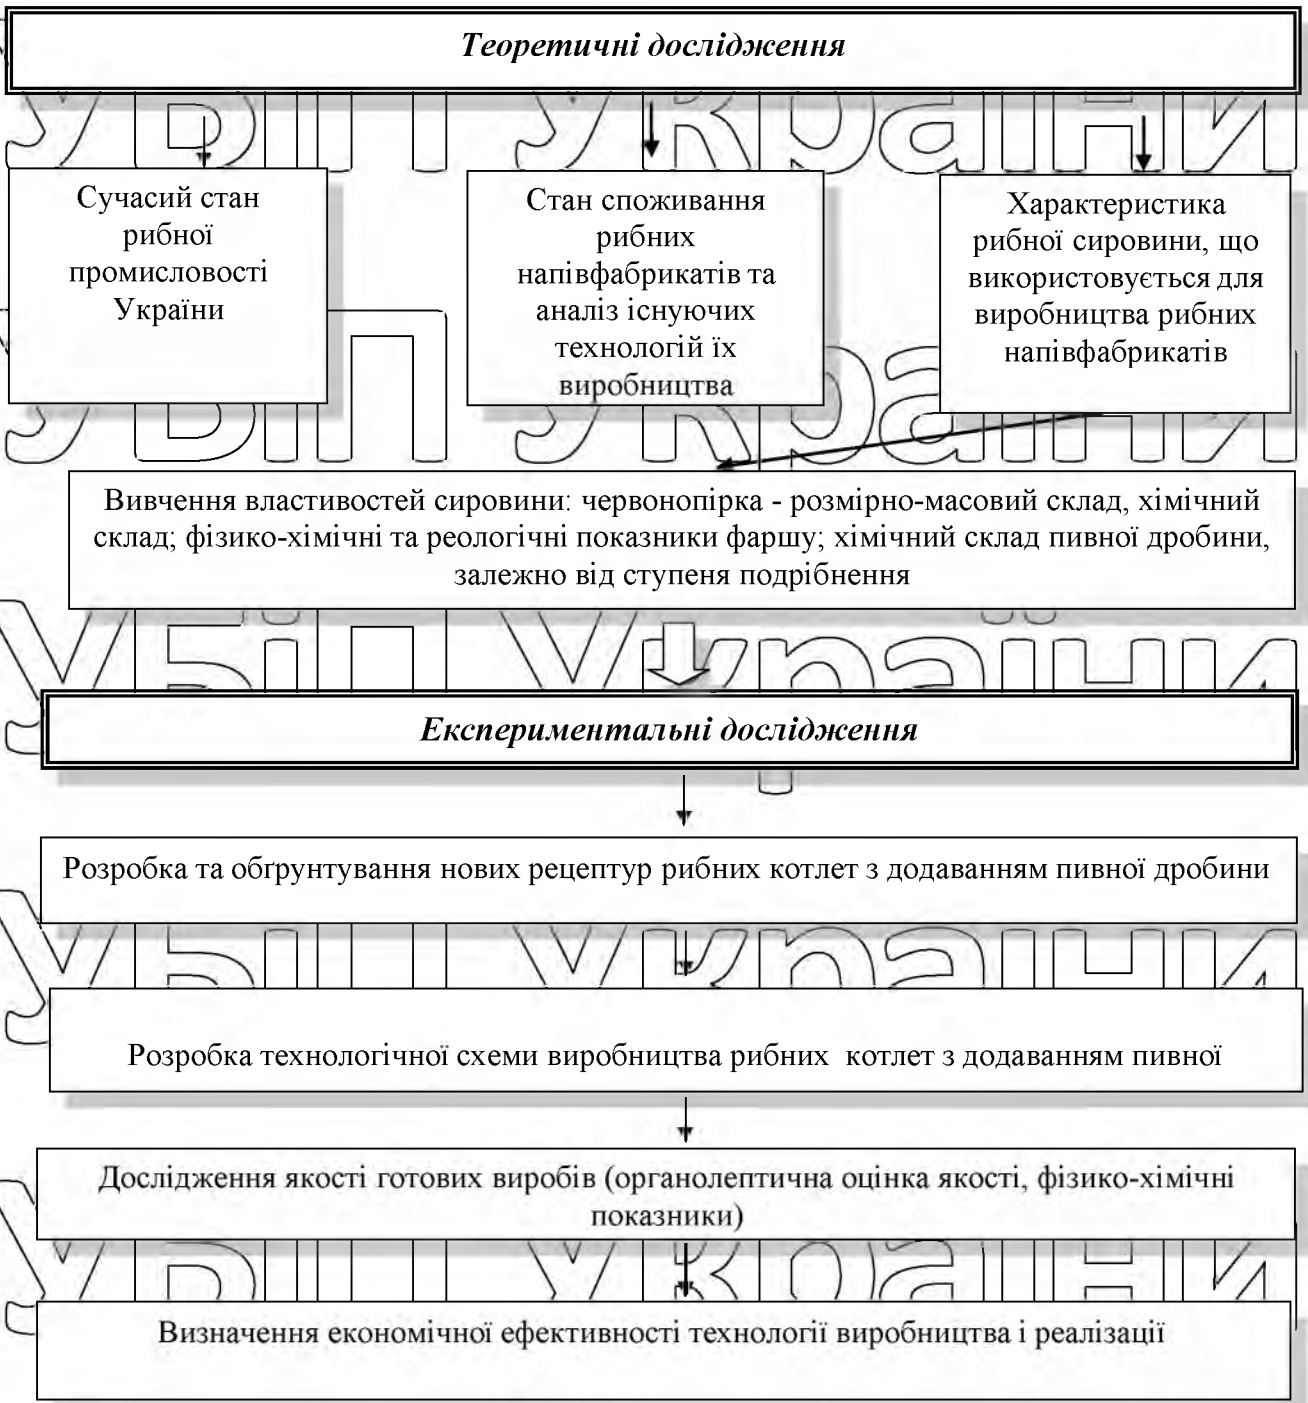 Теоретичні дослідження
Сучасий стан
рибної
промисловості
України
Стан споживання
рибних
напівфабрикатів та
аналіз існуючих
технологій їх
виробництва
Характеристика
рибної сировини, що
використовується для
виробництва рибних
напівфабрикатів
Вивчення властивостей сировини: червонопірка - розмірно-масовий склад, хімічний
склад; фізико-хімічні та реологічні показники фаршу; хімічний склад пивної дробини,
залежно від ступеня подрібнення
Експериментальні дослідження
Розробка та обґрунтування нових рецептур рибних котлет з додаванням пивної дробини
Розробка технологічної схеми виробництва рибних котлет з додаванням пивної
Дослідження якості готових виробів (органолептична оцінка якості, фізико-хімічні
показники)
Визначення економічної ефективності технології виробництва і реалізації